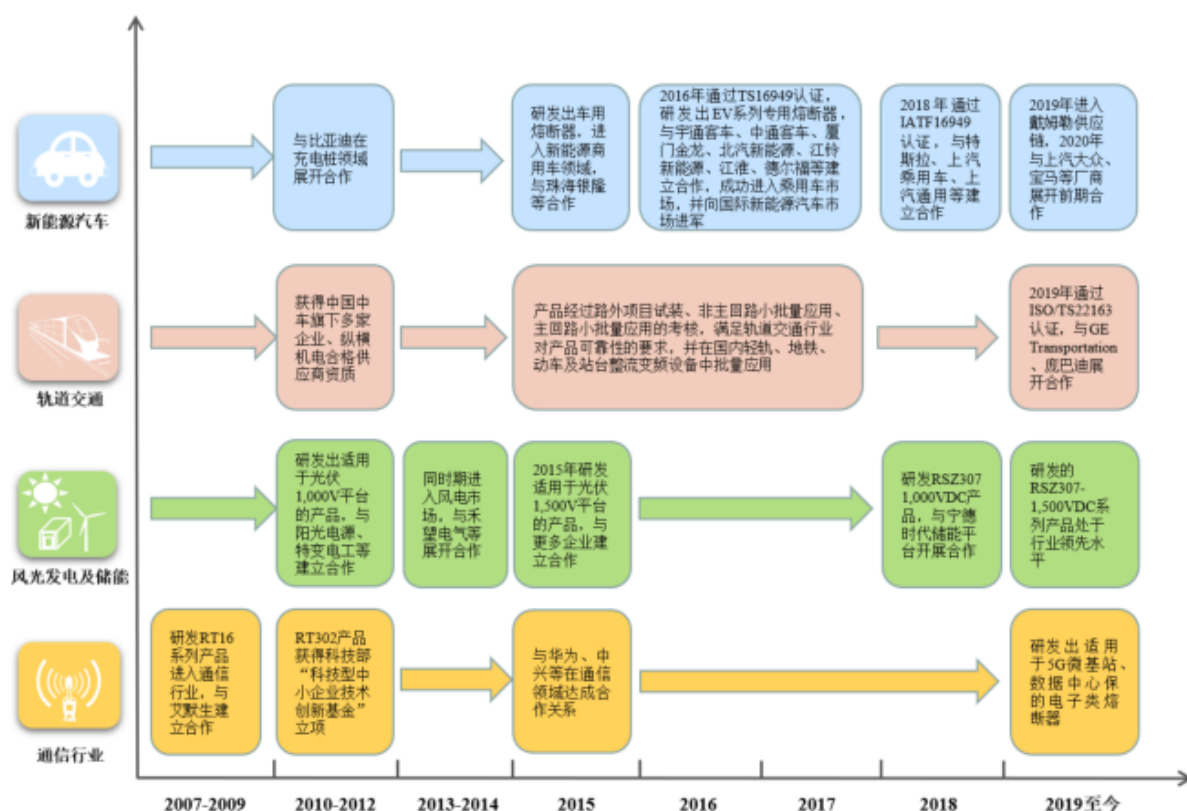 与比亚迪在
充电桩领域
展开合作
研发出车用
熔断器，进
入新能源商
用车领域，
与珠海银隆
等合作
2016年通过TS16949认证，
研发出EV系列专用熔断器，
与宇通客车、中通客车、厦
门金龙、北汽新能源、江铃
新能源、江淮、德尔福等建
立合作，成功进入乘用车市
场，并向国际新能源汽车市
场进军
2018年通过
IATF16949
认证，与特
斯拉、上汽
乘用车、上
汽通用等建
立合作
2019年进入
戴姆勒供应
链，2020年
与上汽大众、
宝马等厂商
展开前期合
作
新能源汽车
获得中国中
车旗下多家
企业、纵横
机电合格供
应商资质
产品经过路外项目试装、非主回路小批量应用、
主回路小批量应用的考核，满足轨道交通行业
对产品可靠性的要求，并在国内轻轨、地铁、
动车及站台整流变频设备中批量应用
2019年通过
ISO/TS22163
认证，与GE
Transportation
、庞巴迪展
开合作
轨道交通
研发出适用
于光伏
1,000V平台
的产品，与
阳光电源、
特变电工等
建立合作
同时期进
入风电市
场，与禾
望电气等
展开合作
2015年研发
适用于光伏
1,500V平台
的产品，与
更多企业建
立合作
研发RSZ307
1,000VDC产
品，与宁德
时代储能平
台开展合作
研发的
RSZ307-
1,500VDC系
列产品处于
行业领先水
平
风光发电及储能
研发RT16
系列产品
进入通信
行业，与
艾默生建
立合作
RT302产品
获得科技部
“科技型中
小企业技术
创新基金”
立项
与华为、中
兴等在通信
领域达成合
作关系
研发出适用
于5G微基站、
数据中心保
的电子类熔
断器
通信行业
2007-2009
2010-2012
2013-2014
2015
2016
2017
2018
2019至今